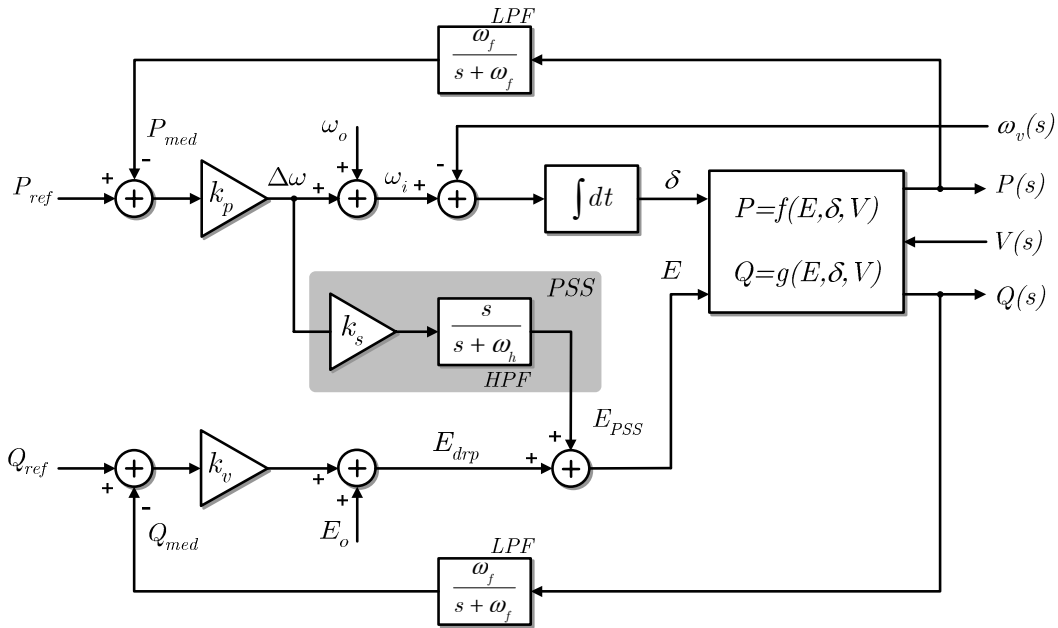 LPF
ω_f
s + ω_f
P_med
-
ω_o
+
-
ω_v(s)
P_ref
+
+
k_p
Δω
+
+
ω_i
+
+
∫dt
δ
P=f(E,δ,V)
Q=g(E,δ,V)
P(s)
V(s)
Q(s)
E
PSS
k_s
s
s + ω_h
HPF
E_PSS
+
Q_ref
+
+
k_v
+
+
E_drp
+
+
-
Q_med
+
E_o
LPF
ω_f
s + ω_f